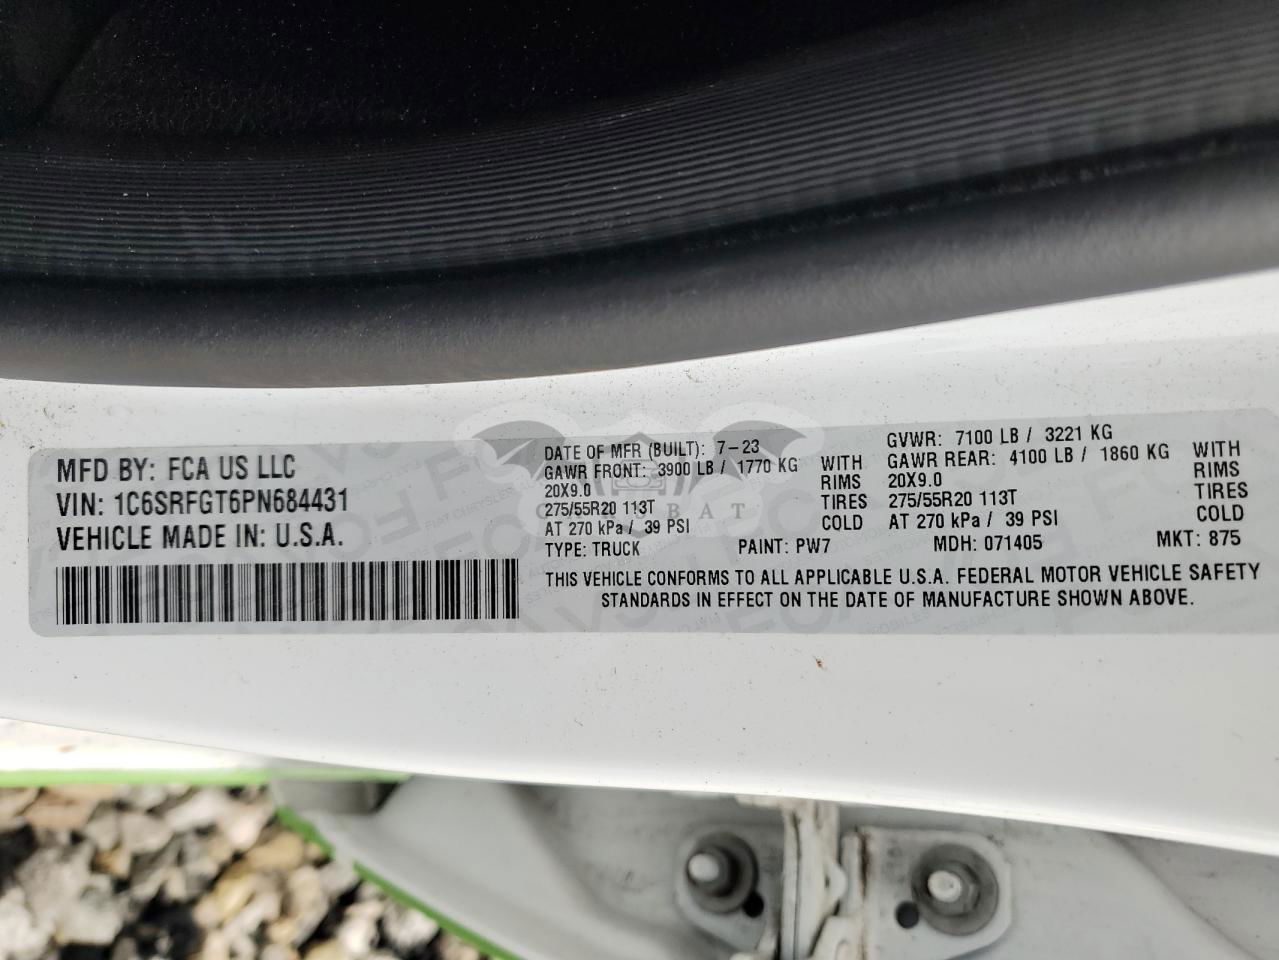 MFD BY: FCA US LLC
VIN: 1C6SRFGT6PN684431
VEHICLE MADE IN: U.S.A.
DATE OF MFR (BUILT): 7-23
GAWR FRONT: 3900 LB / 1770 KG WITH
20X9.0 RIMS
275/55R20 113T TIRES
AT 270 kPa / 39 PSI COLD
GVWR: 7100 LB / 3221 KG
GAWR REAR: 4100 LB / 1860 KG WITH
20X9.0 RIMS
275/55R20 113T TIRES
AT 270 kPa / 39 PSI COLD
TYPE: TRUCK PAINT: PW7 MDH: 071405 MKT: 875
THIS VEHICLE CONFORMS TO ALL APPLICABLE U.S.A. FEDERAL MOTOR VEHICLE SAFETY
STANDARDS IN EFFECT ON THE DATE OF MANUFACTURE SHOWN ABOVE.